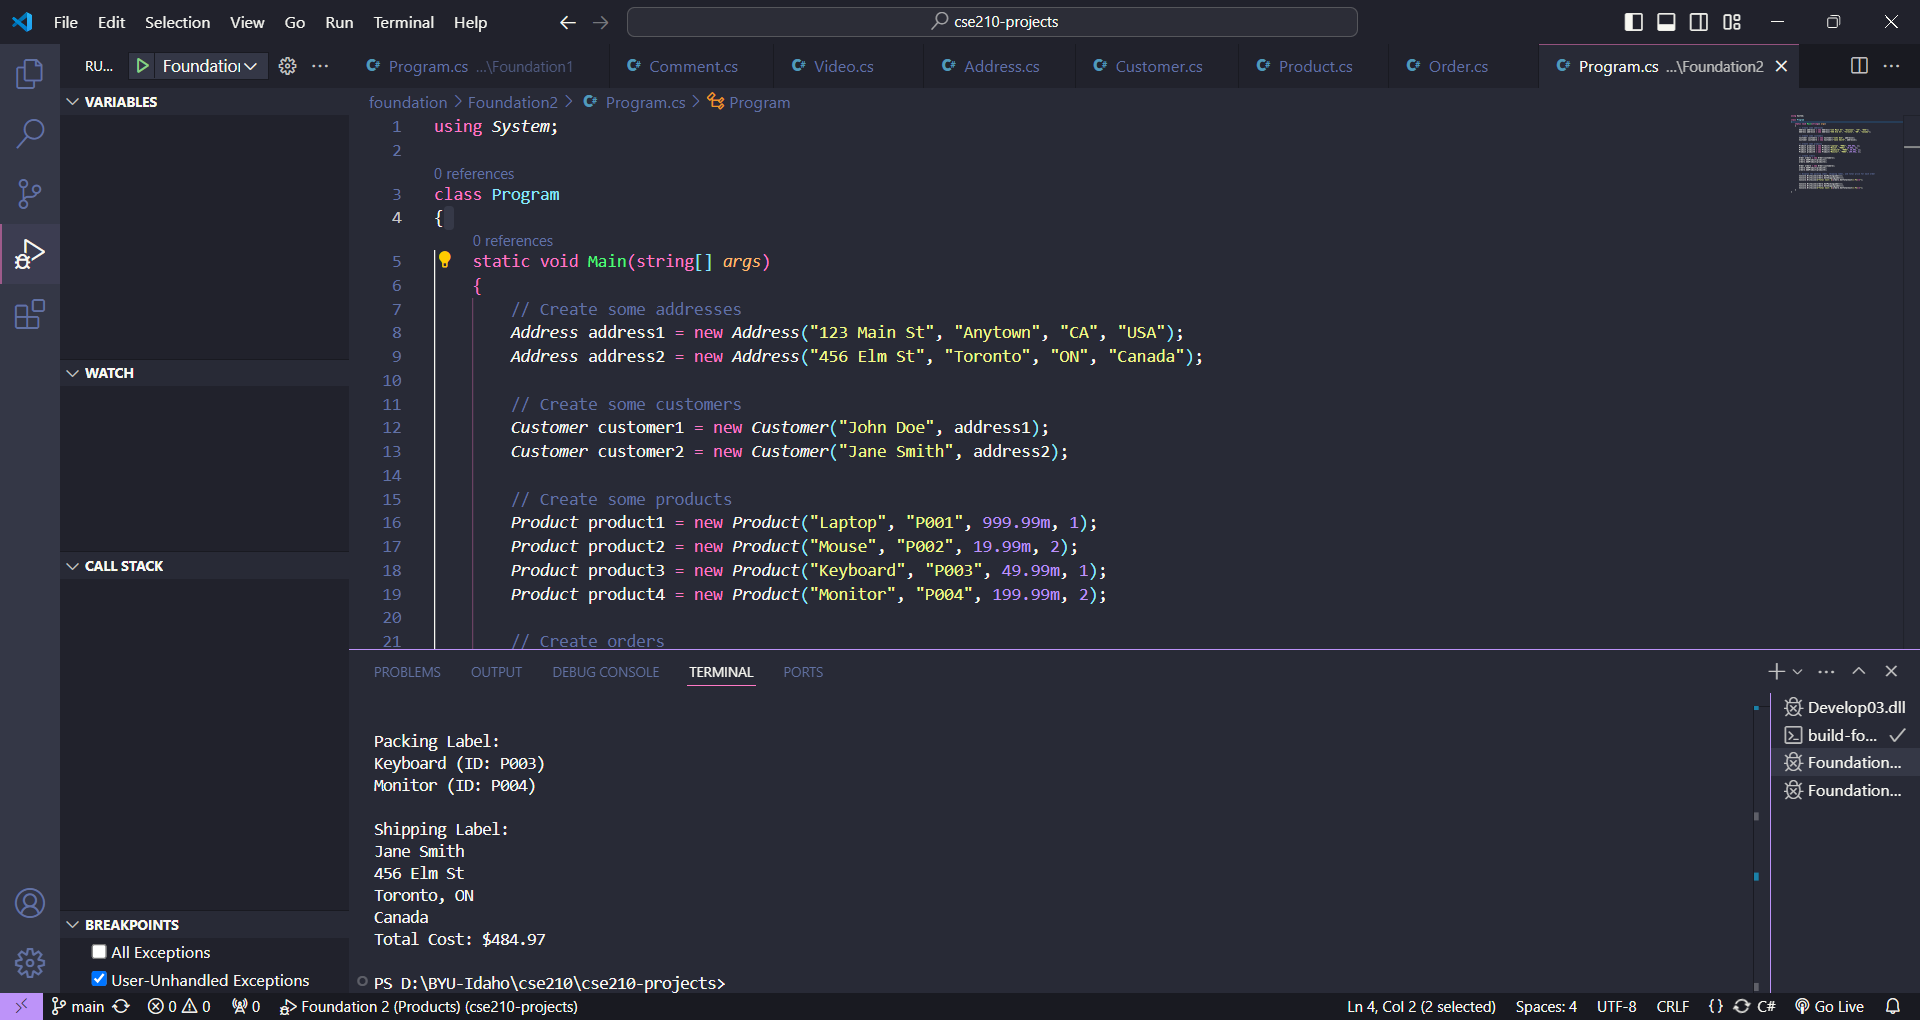 File Edit Selection View Go Run Terminal Help
cse210-projects
RU... Foundatio
Program.cs ...\Foundation1 Comment.cs Video.cs Address.cs Customer.cs Product.cs Order.cs Program.cs ...\Foundation2
VARIABLES
WATCH
CALL STACK
BREAKPOINTS
All Exceptions
User-Unhandled Exceptions
foundation > Foundation2 > Program.cs > Program
1 using System;
2
0 references
3 class Program
4 {
0 references
5 static void Main(string[] args)
6 {
7 // Create some addresses
8 Address address1 = new Address("123 Main St", "Anytown", "CA", "USA");
9 Address address2 = new Address("456 Elm St", "Toronto", "ON", "Canada");
10
11 // Create some customers
12 Customer customer1 = new Customer("John Doe", address1);
13 Customer customer2 = new Customer("Jane Smith", address2);
14
15 // Create some products
16 Product product1 = new Product("Laptop", "P001", 999.99m, 1);
17 Product product2 = new Product("Mouse", "P002", 19.99m, 2);
18 Product product3 = new Product("Keyboard", "P003", 49.99m, 1);
19 Product product4 = new Product("Monitor", "P004", 199.99m, 2);
20
21 // Create orders
PROBLEMS OUTPUT DEBUG CONSOLE TERMINAL PORTS
Packing Label:
Keyboard (ID: P003)
Monitor (ID: P004)
Shipping Label:
Jane Smith
456 Elm St
Toronto, ON
Canada
Total Cost: $484.97
PS D:\BYU-Idaho\cse210\cse210-projects>
Develop03.dll
build-fo...
Foundation...
Foundation...
main 0 0 0 Foundation 2 (Products) (cse210-projects) Ln 4, Col 2 (2 selected) Spaces: 4 UTF-8 CRLF {} C# Go Live